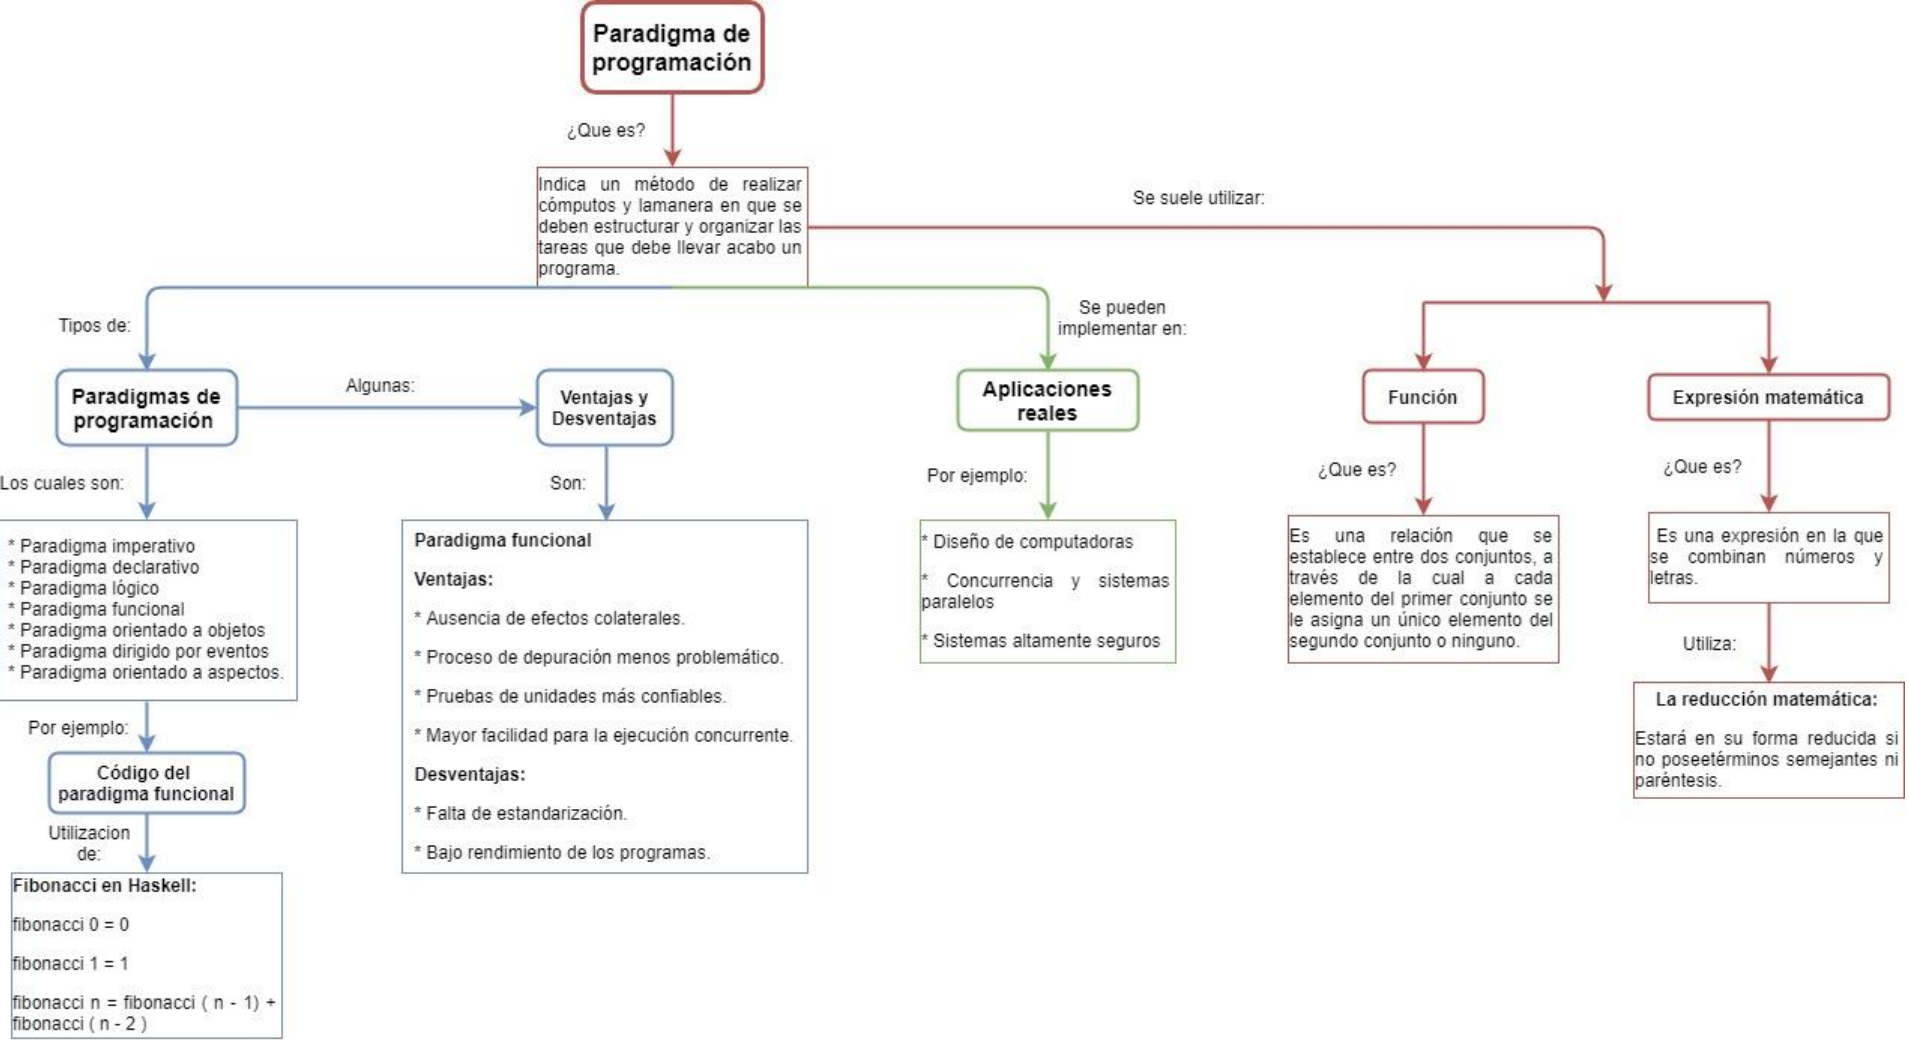 Paradigma de
programación
¿Que es?
Indica un método de realizar
cómputos y lamanera en que se
deben estructurar y organizar las
tareas que debe llevar acabo un
programa.
Se suele utilizar:
Tipos de:
Se pueden
implementar en:
Paradigmas de
programación
Algunas:
Ventajas y
Desventajas
Aplicaciones
reales
Función
Expresión matemática
Los cuales son:
Son:
Por ejemplo:
¿Que es?
¿Que es?
* Paradigma imperativo
* Paradigma declarativo
* Paradigma lógico
* Paradigma funcional
* Paradigma orientado a objetos
* Paradigma dirigido por eventos
* Paradigma orientado a aspectos.
Paradigma funcional
Ventajas:
* Ausencia de efectos colaterales.
* Proceso de depuración menos problemático.
* Pruebas de unidades más confiables.
* Mayor facilidad para la ejecución concurrente.
Desventajas:
* Falta de estandarización.
* Bajo rendimiento de los programas.
* Diseño de computadoras
* Concurrencia y sistemas
paralelos
* Sistemas altamente seguros
Es una relación que se
establece entre dos conjuntos, a
través de la cual a cada
elemento del primer conjunto se
le asigna un único elemento del
segundo conjunto o ninguno.
Es una expresión en la que
se combinan números y
letras.
Utiliza:
La reducción matemática:
Estará en su forma reducida si
no poseetérminos semejantes ni
paréntesis.
Por ejemplo:
Código del
paradigma funcional
Utilizacion
de:
Fibonacci en Haskell:
fibonacci 0 = 0
fibonacci 1 = 1
fibonacci n = fibonacci ( n - 1) +
fibonacci ( n - 2 )